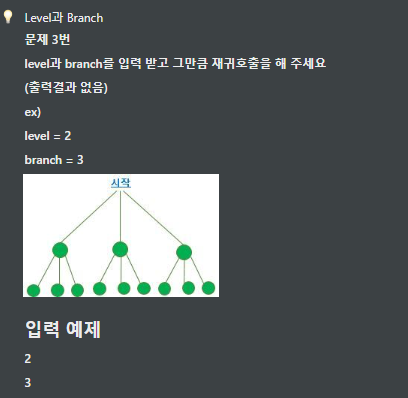 Level과 Branch
문제 3번
level과 branch를 입력 받고 그만큼 재귀호출을 해 주세요
(출력결과 없음)
ex)
level = 2
branch = 3
시작
입력 예제
2
3